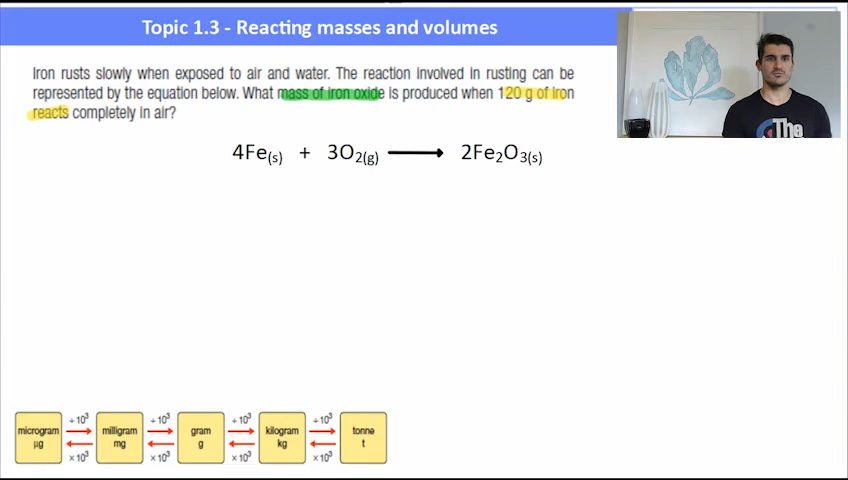 Topic 1.3 - Reacting masses and volumes
Iron rusts slowly when exposed to air and water. The reaction involved in rusting can be
represented by the equation below. What mass of iron oxide is produced when 120 g of iron
reacts completely in air?
4Fe(s) + 3O2(g) ⟶ 2Fe2O3(s)
The
÷10³ ÷10³ ÷10³ ÷10³
microgram milligram gram kilogram tonne
µg mg g kg t
×10³ ×10³ ×10³ ×10³